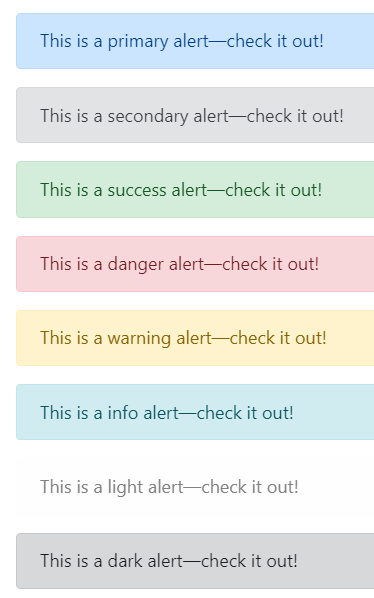 This is a primary alert—check it out!
This is a secondary alert—check it out!
This is a success alert—check it out!
This is a danger alert—check it out!
This is a warning alert—check it out!
This is a info alert—check it out!
This is a light alert—check it out!
This is a dark alert—check it out!